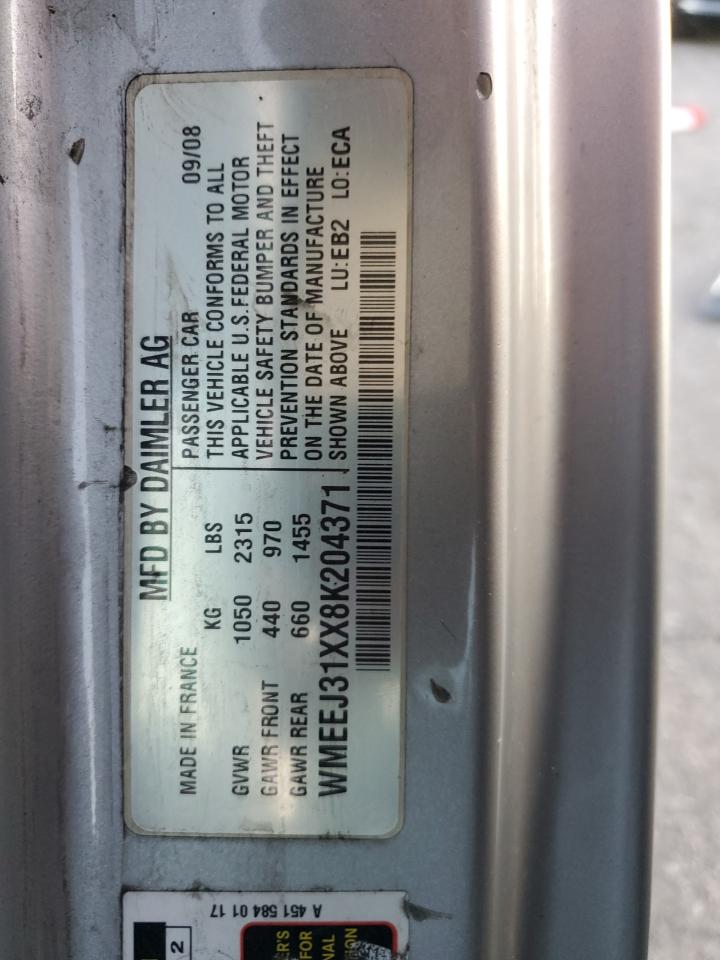 MFD BY DAIMLER AG
MADE IN FRANCE
PASSENGER CAR 09/08
KG LBS
GVWR 1050 2315
GAWR FRONT 440 970
GAWR REAR 660 1455
THIS VEHICLE CONFORMS TO ALL
APPLICABLE U.S. FEDERAL MOTOR
VEHICLE SAFETY BUMPER AND THEFT
PREVENTION STANDARDS IN EFFECT
ON THE DATE OF MANUFACTURE
SHOWN ABOVE LU:EB2 LO:ECA
WMEEJ31XX8K204371
A 451 584 01 17
2